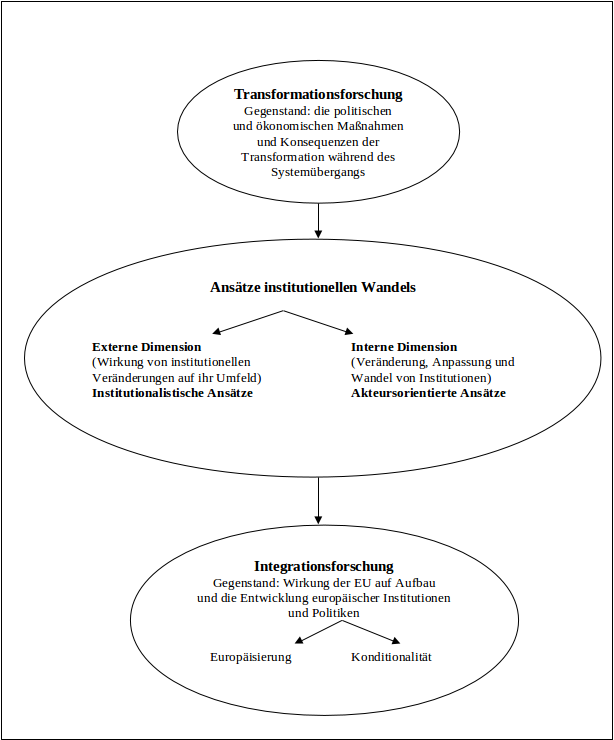 Transformationsforschung
Gegenstand: die politischen
und ökonomischen Maßnahmen
und Konsequenzen der
Transformation während des
Systemübergangs
Ansätze institutionellen Wandels
Externe Dimension
(Wirkung von institutionellen
Veränderungen auf ihr Umfeld)
Institutionalistische Ansätze
Interne Dimension
(Veränderung, Anpassung und
Wandel von Institutionen)
Akteursorientierte Ansätze
Integrationsforschung
Gegenstand: Wirkung der EU auf Aufbau
und die Entwicklung europäischer Institutionen
und Politiken
Europäisierung
Konditionalität